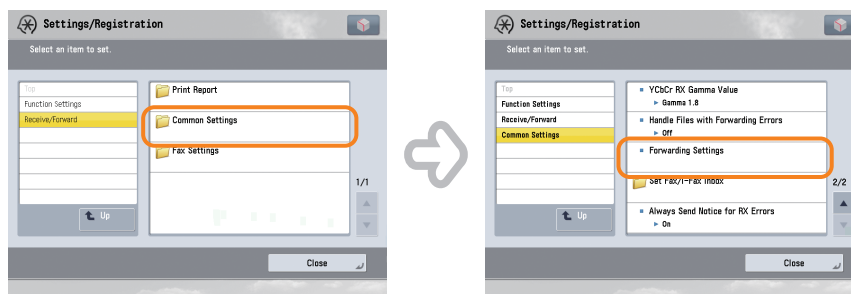 Settings/Registration
Select an item to set.
Top
Function Settings
Receive/Forward
Print Report
Common Settings
Fax Settings
1/1
Up
Close
Settings/Registration
Select an item to set.
Top
Function Settings
Receive/Forward
Common Settings
YCbCr RX Gamma Value
Gamma 1.8
Handle Files with Forwarding Errors
Off
Forwarding Settings
Set Fax/I-Fax Inbox
2/2
Always Send Notice for RX Errors
On
Up
Close